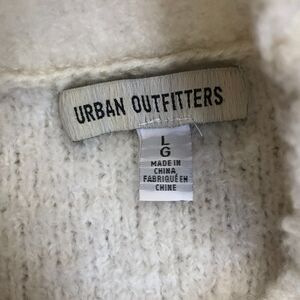 URBAN OUTFITTERS
L
G
MADE IN
CHINA
FABRIQUÉ EN
CHINE